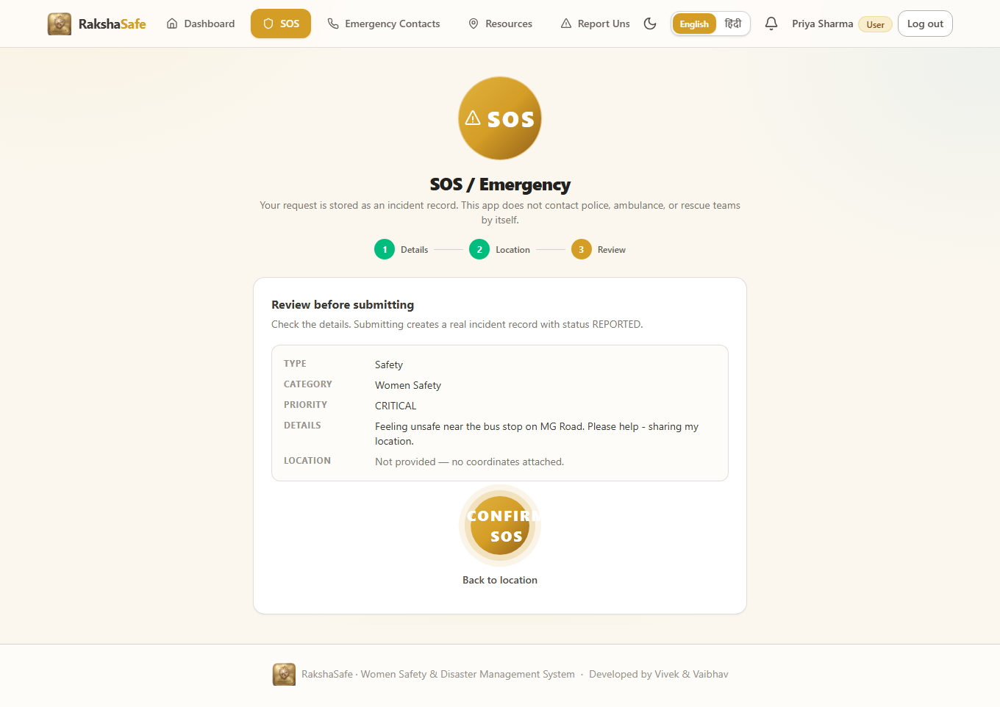 RakshaSafe
Dashboard
SOS
Emergency Contacts
Resources
Report Uns
English
हिंदी
Priya Sharma
User
Log out
SOS
SOS / Emergency
Your request is stored as an incident record. This app does not contact police, ambulance, or rescue teams
by itself.
1 Details
2 Location
3 Review
Review before submitting
Check the details. Submitting creates a real incident record with status REPORTED.
TYPE Safety
CATEGORY Women Safety
PRIORITY CRITICAL
DETAILS Feeling unsafe near the bus stop on MG Road. Please help - sharing my
location.
LOCATION Not provided — no coordinates attached.
CONFIRM
SOS
Back to location
RakshaSafe · Women Safety & Disaster Management System · Developed by Vivek & Vaibhav